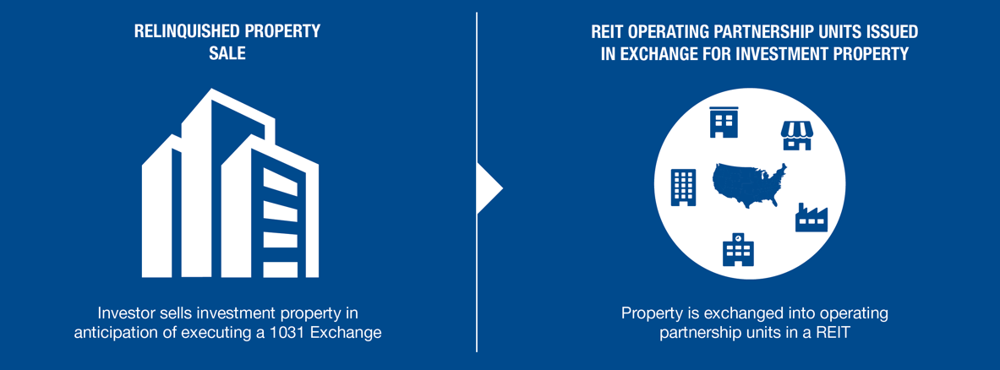 RELINQUISHED PROPERTY
SALE
Investor sells investment property in
anticipation of executing a 1031 Exchange
REIT OPERATING PARTNERSHIP UNITS ISSUED
IN EXCHANGE FOR INVESTMENT PROPERTY
Property is exchanged into operating
partnership units in a REIT